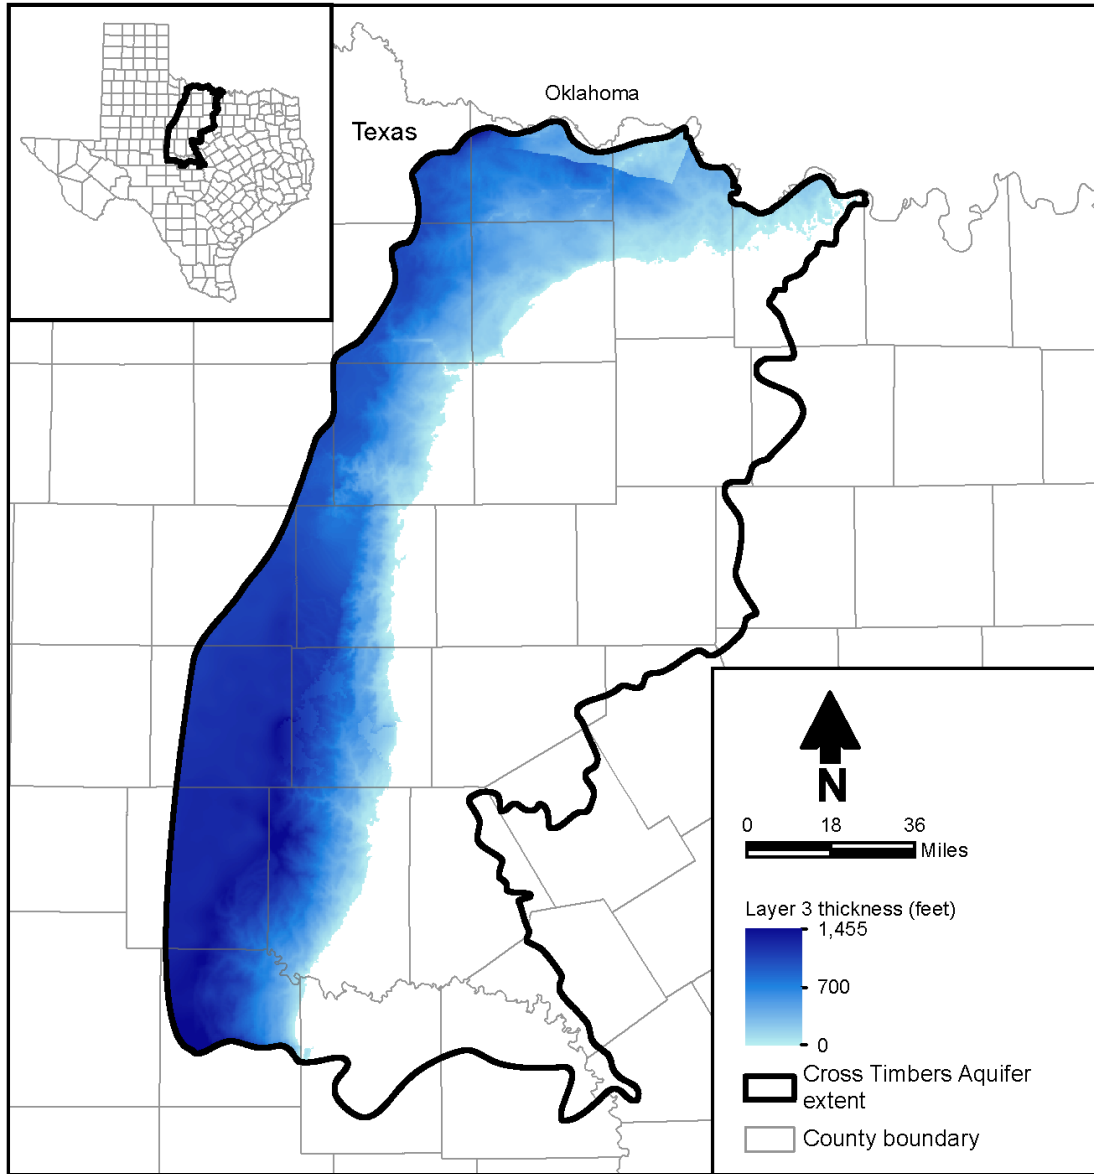 Oklahoma
Texas
N
0 18 36
Miles
Layer 3 thickness (feet)
1,455
700
0
Cross Timbers Aquifer
extent
County boundary